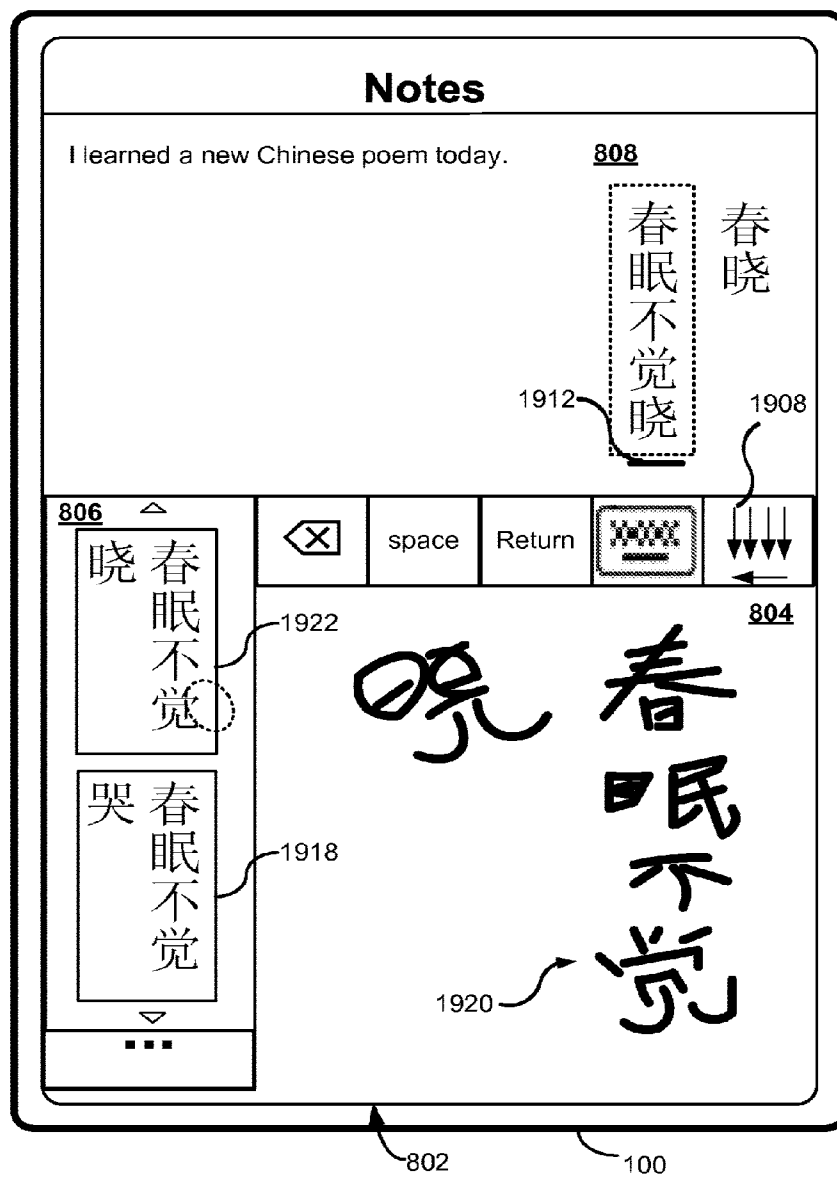 Notes
I learned a new Chinese poem today.
808
春晓
春眠不觉晓
1912
1908
806
space
Return
804
春眠不觉
晓
1922
春眠不觉
哭
1918
春眠不觉
晓
1920
802
100